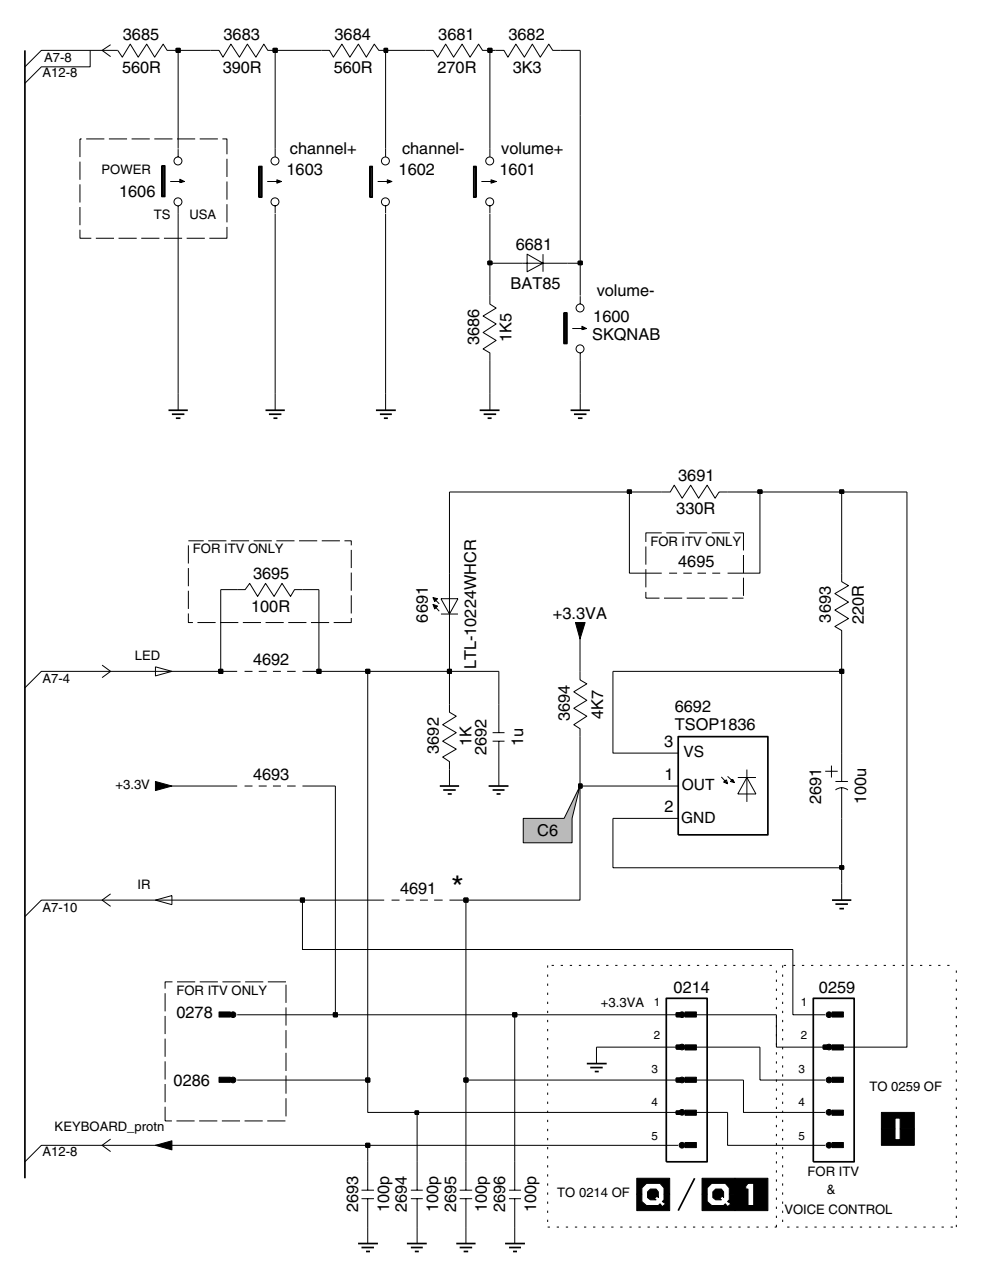 3685 3683 3684 3681 3682
A7-8
560R 390R 560R 270R 3K3
A12-8
channel+ channel- volume+
POWER 1603 1602 1601
1606
TS USA
6681
BAT85
volume-
3686 1K5 1600
SKQNAB
3691
330R
FOR ITV ONLY
4695
FOR ITV ONLY
3695
100R
6691 LTL-10224WHCR
+3.3VA
3693 220R
LED 4692
A7-4
3694 4K7
6692
TSOP1836
3692 1K 2692 1u
3 VS
1 OUT
2 GND
+3.3V 4693
2691 + 100u
C6
IR 4691 *
A7-10
FOR ITV ONLY
0278
0286
0214 0259
+3.3VA 1 1
2 2
3 3
4 4
5 5
TO 0259 OF
I
KEYBOARD_protn
A12-8
2693 100p 2694 100p 2695 100p 2696 100p
TO 0214 OF Q / Q 1
FOR ITV
&
VOICE CONTROL